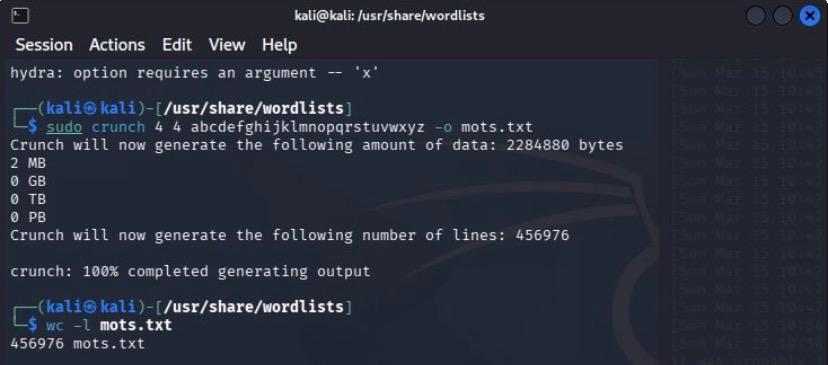 kali@kali: /usr/share/wordlists
Session Actions Edit View Help
hydra: option requires an argument -- 'x'
┌──(kali㉿kali)-[/usr/share/wordlists]
└─$ sudo crunch 4 4 abcdefghijklmnopqrstuvwxyz -o mots.txt
Crunch will now generate the following amount of data: 2284880 bytes
2 MB
0 GB
0 TB
0 PB
Crunch will now generate the following number of lines: 456976
crunch: 100% completed generating output
┌──(kali㉿kali)-[/usr/share/wordlists]
└─$ wc -l mots.txt
456976 mots.txt